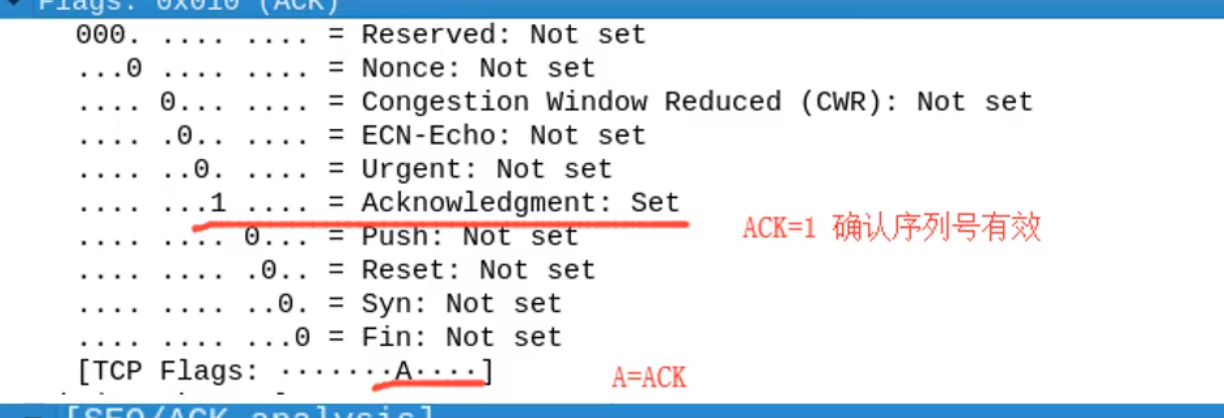 Flags: 0x010 (ACK)
000. .... .... = Reserved: Not set
...0 .... .... = Nonce: Not set
.... 0... .... = Congestion Window Reduced (CWR): Not set
.... .0.. .... = ECN-Echo: Not set
.... ..0. .... = Urgent: Not set
.... ...1 .... = Acknowledgment: Set
ACK=1 确认序列号有效
.... .... 0... = Push: Not set
.... .... .0.. = Reset: Not set
.... .... ..0. = Syn: Not set
.... .... ...0 = Fin: Not set
[TCP Flags: ·······A····]
A=ACK
[SEQ/ACK analysis]